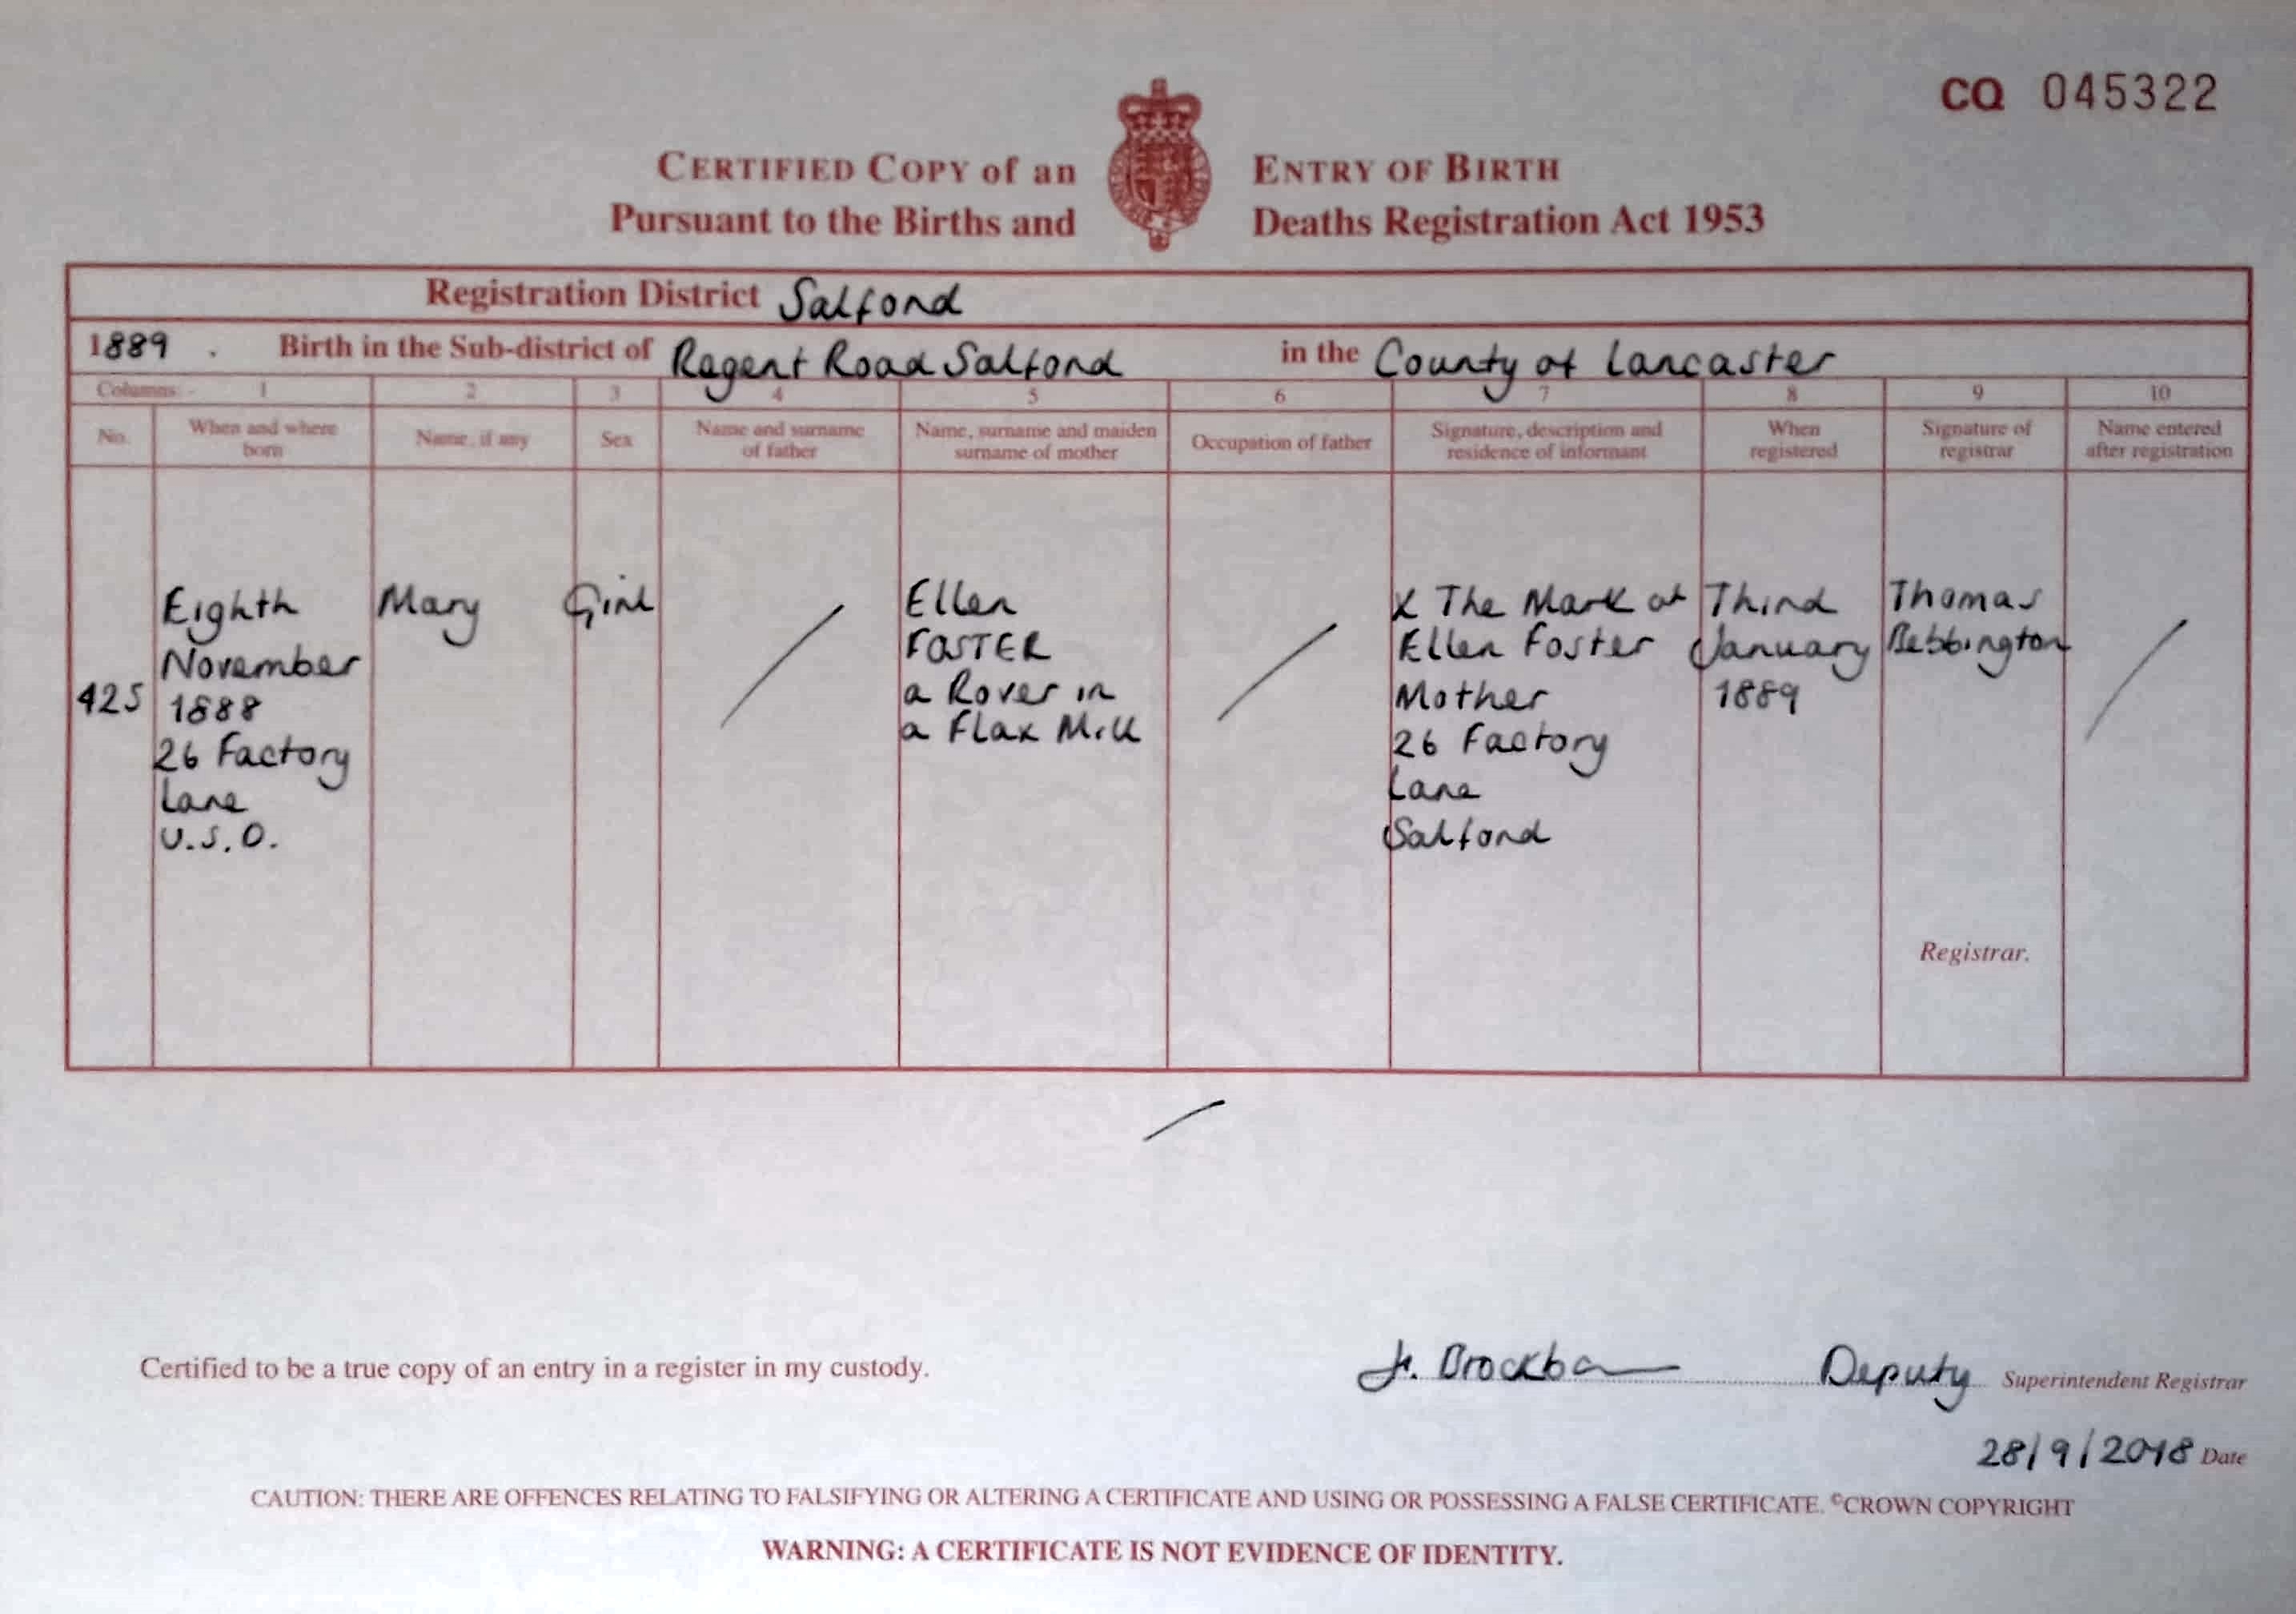 CQ 045322
CERTIFIED COPY of an ENTRY OF BIRTH
Pursuant to the Births and Deaths Registration Act 1953
Registration District Salford
1889 . Birth in the Sub-district of Regent Road Salford in the County of Lancaster
Columns:- 1 2 3 4 5 6 7 8 9 10
No.
When and where
born
Name, if any
Sex
Name and surname
of father
Name, surname and maiden
surname of mother
Occupation of father
Signature, description and
residence of informant
When
registered
Signature of
registrar
Name entered
after registration
425
Eighth
November
1888
26 Factory
Lane
U.S.D.
Mary
Girl
Ellen
FOSTER
a Rover in
a Flax Mill
X The Mark of
Ellen Foster
Mother
26 Factory
Lane
Salford
Third
January
1889
Thomas
Bebbington
Registrar.
Certified to be a true copy of an entry in a register in my custody.
Deputy Superintendent Registrar
28/9/2018 Date
CAUTION: THERE ARE OFFENCES RELATING TO FALSIFYING OR ALTERING A CERTIFICATE AND USING OR POSSESSING A FALSE CERTIFICATE. ©CROWN COPYRIGHT
WARNING: A CERTIFICATE IS NOT EVIDENCE OF IDENTITY.